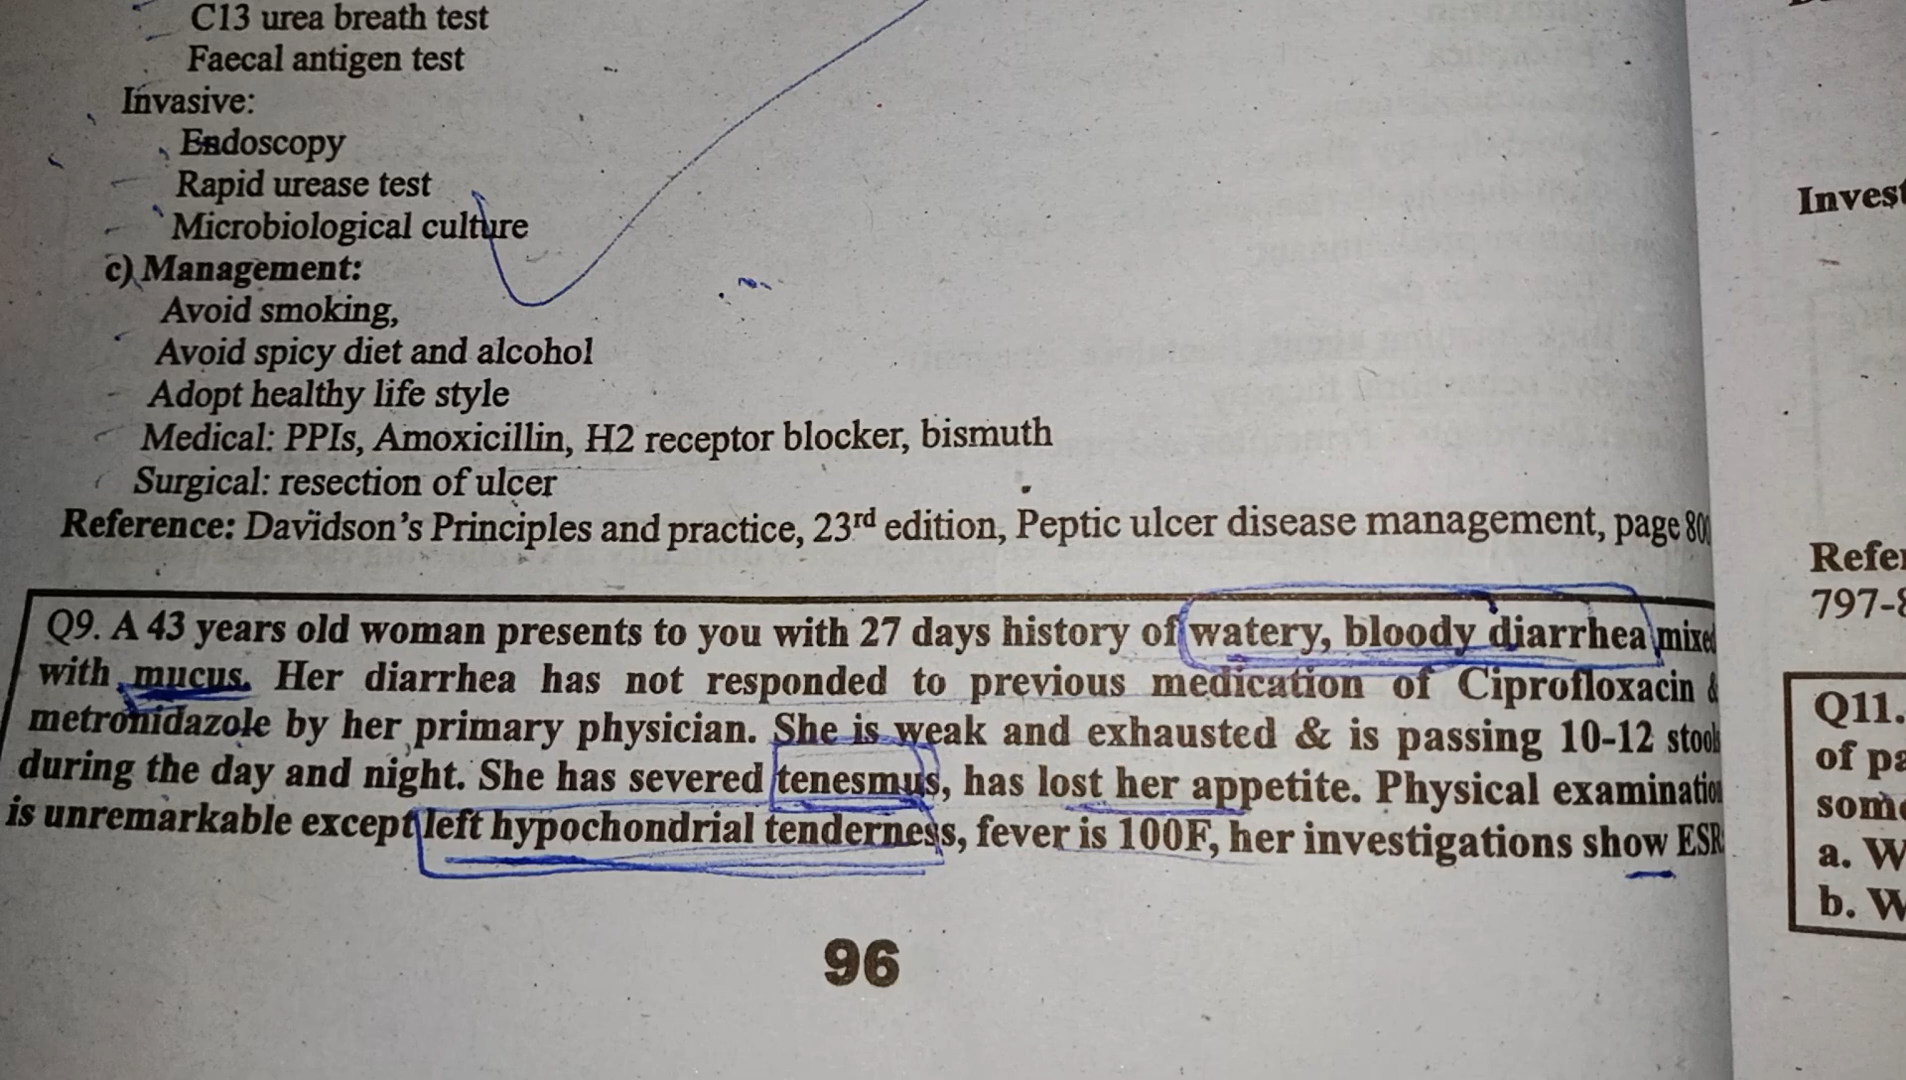 C13 urea breath test
Faecal antigen test
Invasive:
Endoscopy
Rapid urease test
Microbiological culture
c) Management:
Avoid smoking,
Avoid spicy diet and alcohol
Adopt healthy life style
Medical: PPIs, Amoxicillin, H2 receptor blocker, bismuth
Surgical: resection of ulcer
Reference: Davidson's Principles and practice, 23rd edition, Peptic ulcer disease management, page 800
Q9. A 43 years old woman presents to you with 27 days history of watery, bloody diarrhea mixed
with mucus. Her diarrhea has not responded to previous medication of Ciprofloxacin &
metronidazole by her primary physician. She is weak and exhausted & is passing 10-12 stools
during the day and night. She has severed tenesmus, has lost her appetite. Physical examination
is unremarkable except left hypochondrial tenderness, fever is 100F, her investigations show ESR
96
Invest
Refer
797-8
Q11.
of pa
some
a. W
b. W